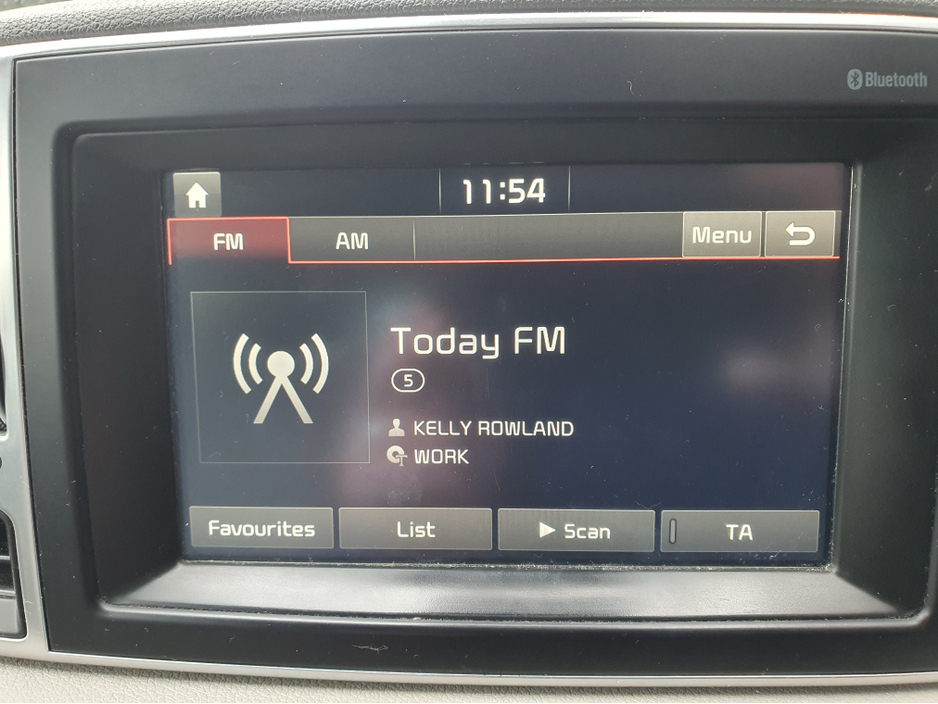 Bluetooth
11:54
FM AM Menu
Today FM
5
KELLY ROWLAND
WORK
Favourites List Scan TA